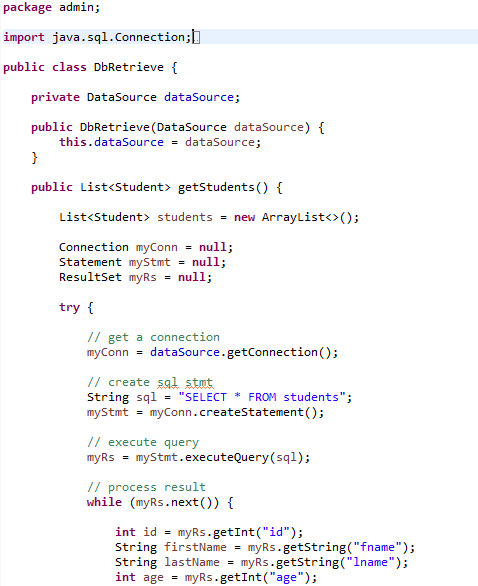 package admin;
import java.sql.Connection;
public class DbRetrieve {
private DataSource dataSource;
public DbRetrieve(DataSource dataSource) {
this.dataSource = dataSource;
}
public List<Student> getStudents() {
List<Student> students = new ArrayList<>();
Connection myConn = null;
Statement myStmt = null;
ResultSet myRs = null;
try {
// get a connection
myConn = dataSource.getConnection();
// create sql stmt
String sql = "SELECT * FROM students";
myStmt = myConn.createStatement();
// execute query
myRs = myStmt.executeQuery(sql);
// process result
while (myRs.next()) {
int id = myRs.getInt("id");
String firstName = myRs.getString("fname");
String lastName = myRs.getString("lname");
int age = myRs.getInt("age");